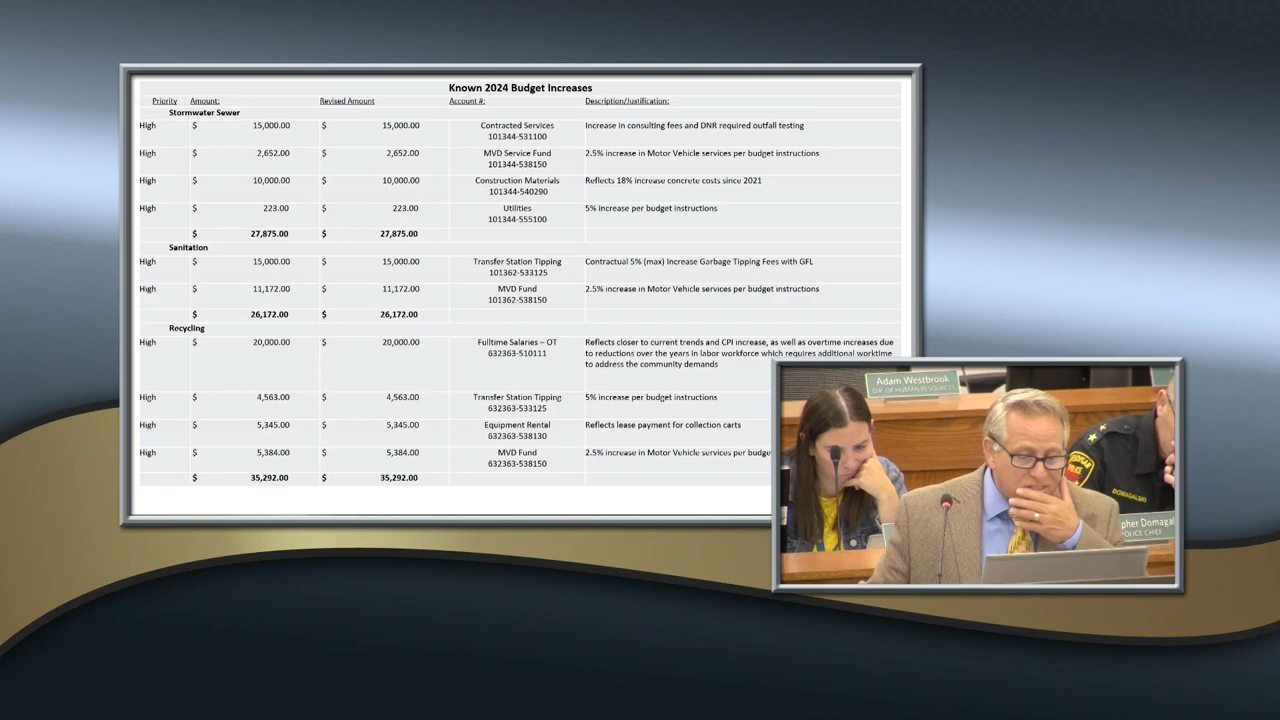 Known 2024 Budget Increases
Priority Amount: Revised Amount Account #: Description/Justification:
Stormwater Sewer
High $ 15,000.00 $ 15,000.00 Contracted Services Increase in consulting fees and DNR required outfall testing
101344-531100
High $ 2,652.00 $ 2,652.00 MVD Service Fund 2.5% increase in Motor Vehicle services per budget instructions
101344-538150
High $ 10,000.00 $ 10,000.00 Construction Materials Reflects 18% increase concrete costs since 2021
101344-540290
High $ 223.00 $ 223.00 Utilities 5% increase per budget instructions
101344-555100
$ 27,875.00 $ 27,875.00
Sanitation
High $ 15,000.00 $ 15,000.00 Transfer Station Tipping Contractual 5% (max) Increase Garbage Tipping Fees with GFL
101362-533125
High $ 11,172.00 $ 11,172.00 MVD Fund 2.5% increase in Motor Vehicle services per budget instructions
101362-538150
$ 26,172.00 $ 26,172.00
Recycling
High $ 20,000.00 $ 20,000.00 Fulltime Salaries – OT Reflects closer to current trends and CPI increase, as well as overtime increases due
632363-510111 to reductions over the years in labor workforce which requires additional worktime
to address the community demands
High $ 4,563.00 $ 4,563.00 Transfer Station Tipping 5% increase per budget instructions
632363-533125
High $ 5,345.00 $ 5,345.00 Equipment Rental Reflects lease payment for collection carts
632363-538130
High $ 5,384.00 $ 5,384.00 MVD Fund 2.5% increase in Motor Vehicle services per budge
632363-538150
$ 35,292.00 $ 35,292.00
Adam Westbrook
DIR. OF HUMAN RESOURCES
POLICE
DOMAGALSKI
pher Domagal
POLICE CHIEF